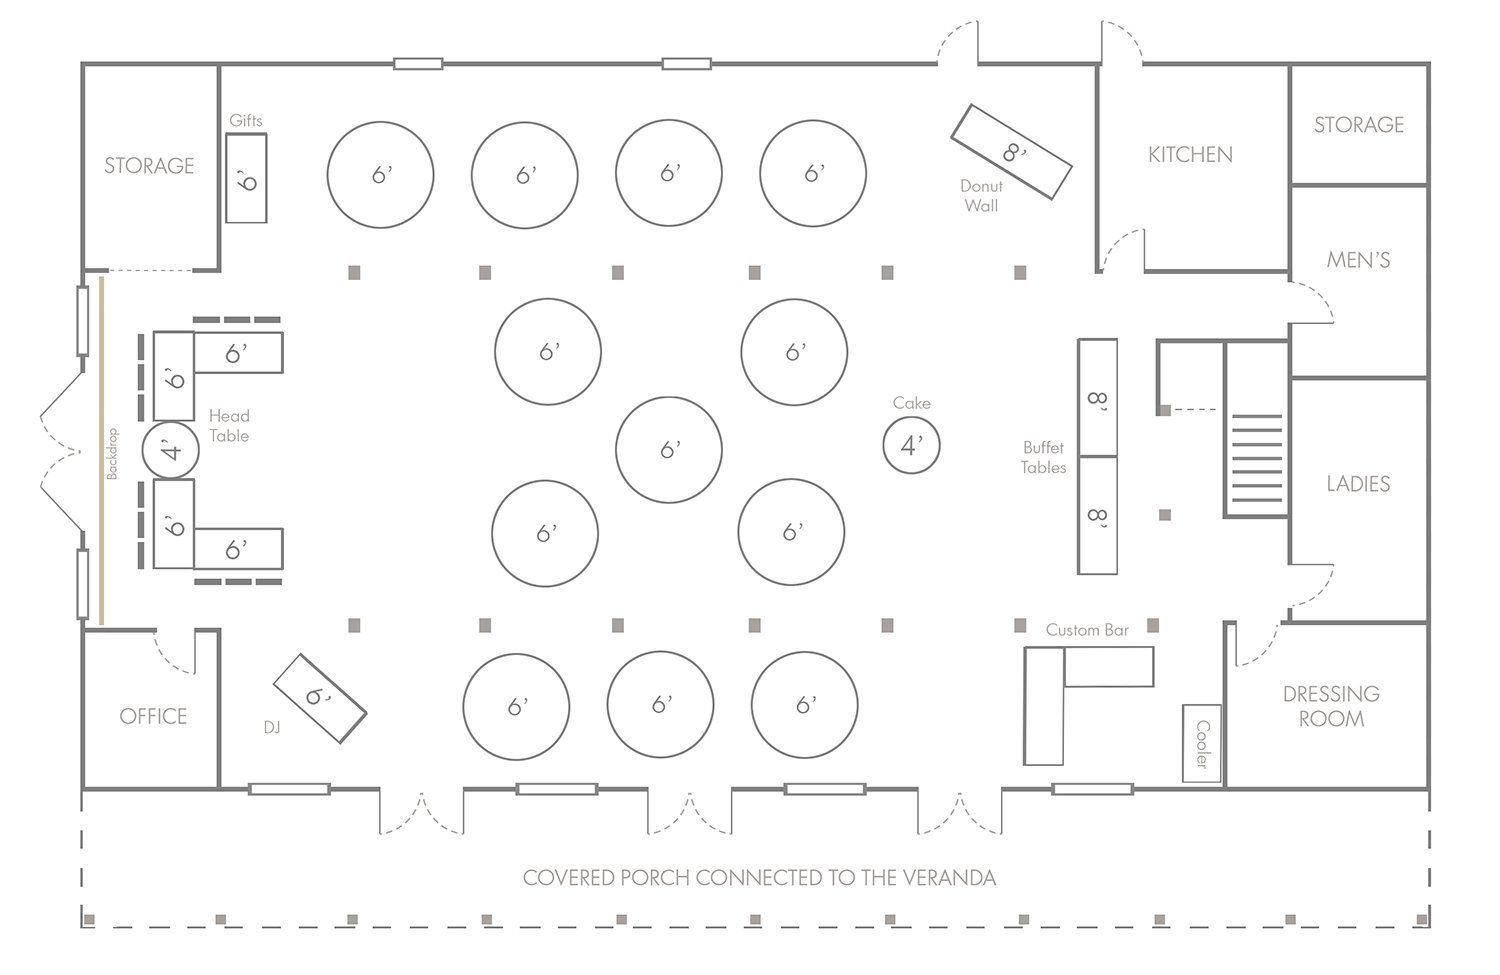 Gifts
STORAGE
6'
6'
6'
6'
6'
8'
Donut
Wall
KITCHEN
STORAGE
MEN'S
6'
6'
Head
Table
4'
6'
6'
Backdrop
6'
6'
6'
6'
6'
Cake
4'
Buffet
Tables
8'
8'
LADIES
Custom Bar
OFFICE
DJ
6'
6'
6'
6'
Cooler
DRESSING
ROOM
COVERED PORCH CONNECTED TO THE VERANDA